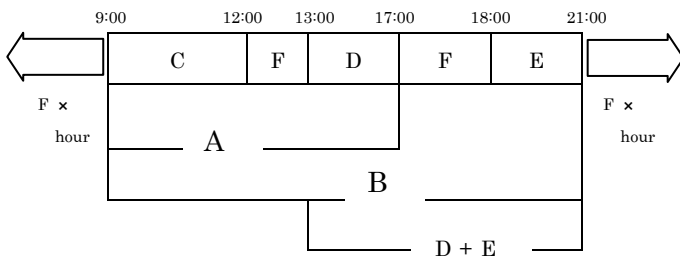 9:00 12:00 13:00 17:00 18:00 21:00
C F D F E
F × F ×
hour hour
A
B
D + E